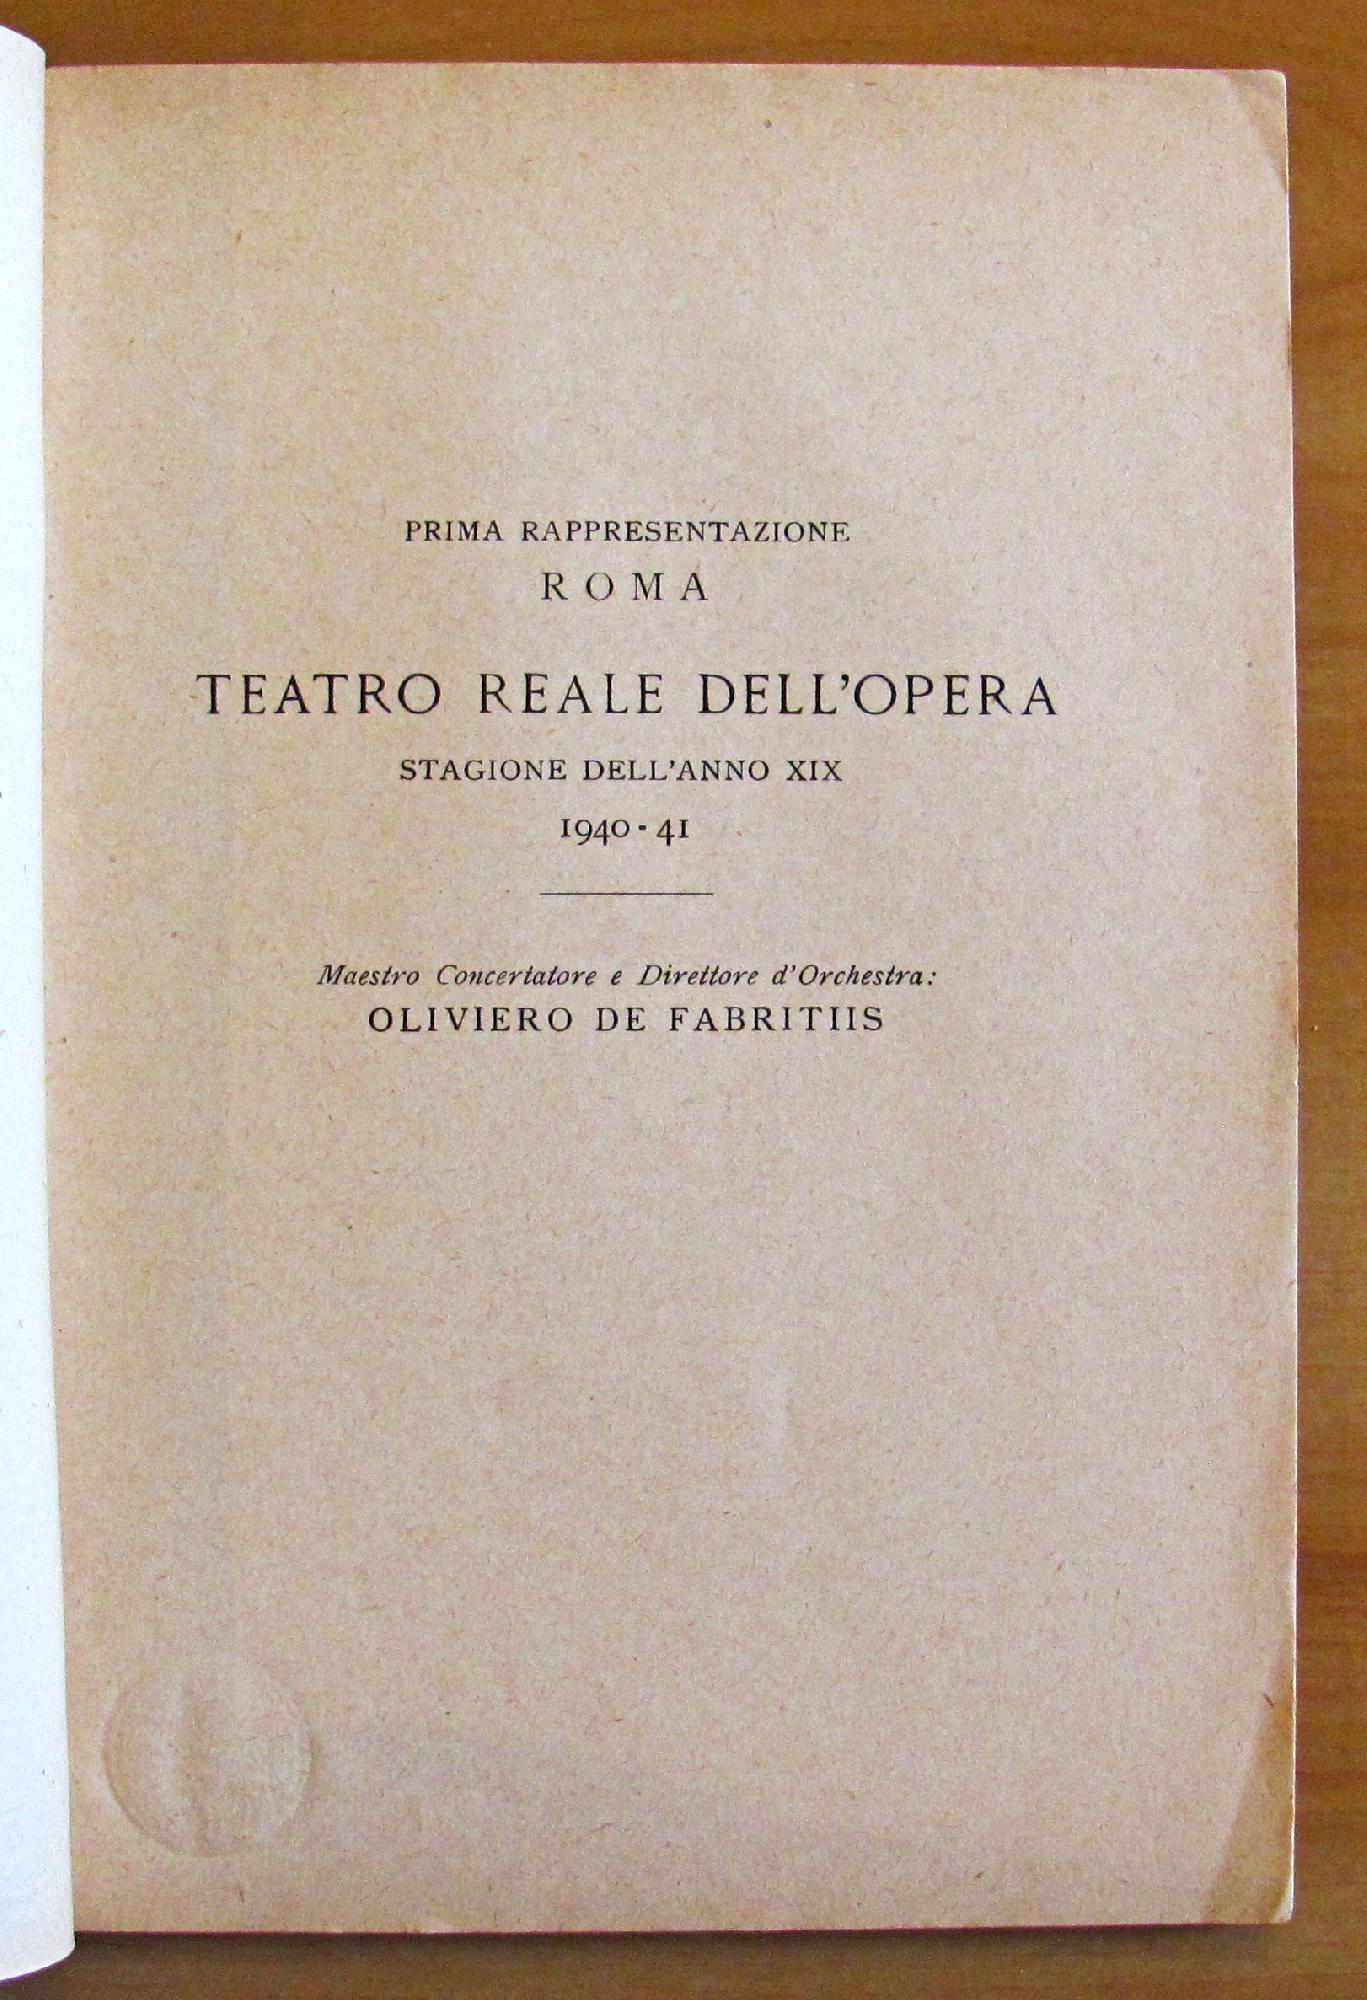 PRIMA RAPPRESENTAZIONE
ROMA
TEATRO REALE DELL'OPERA
STAGIONE DELL'ANNO XIX
1940-41
Maestro Concertatore e Direttore d'Orchestra:
OLIVIERO DE FABRITIIS